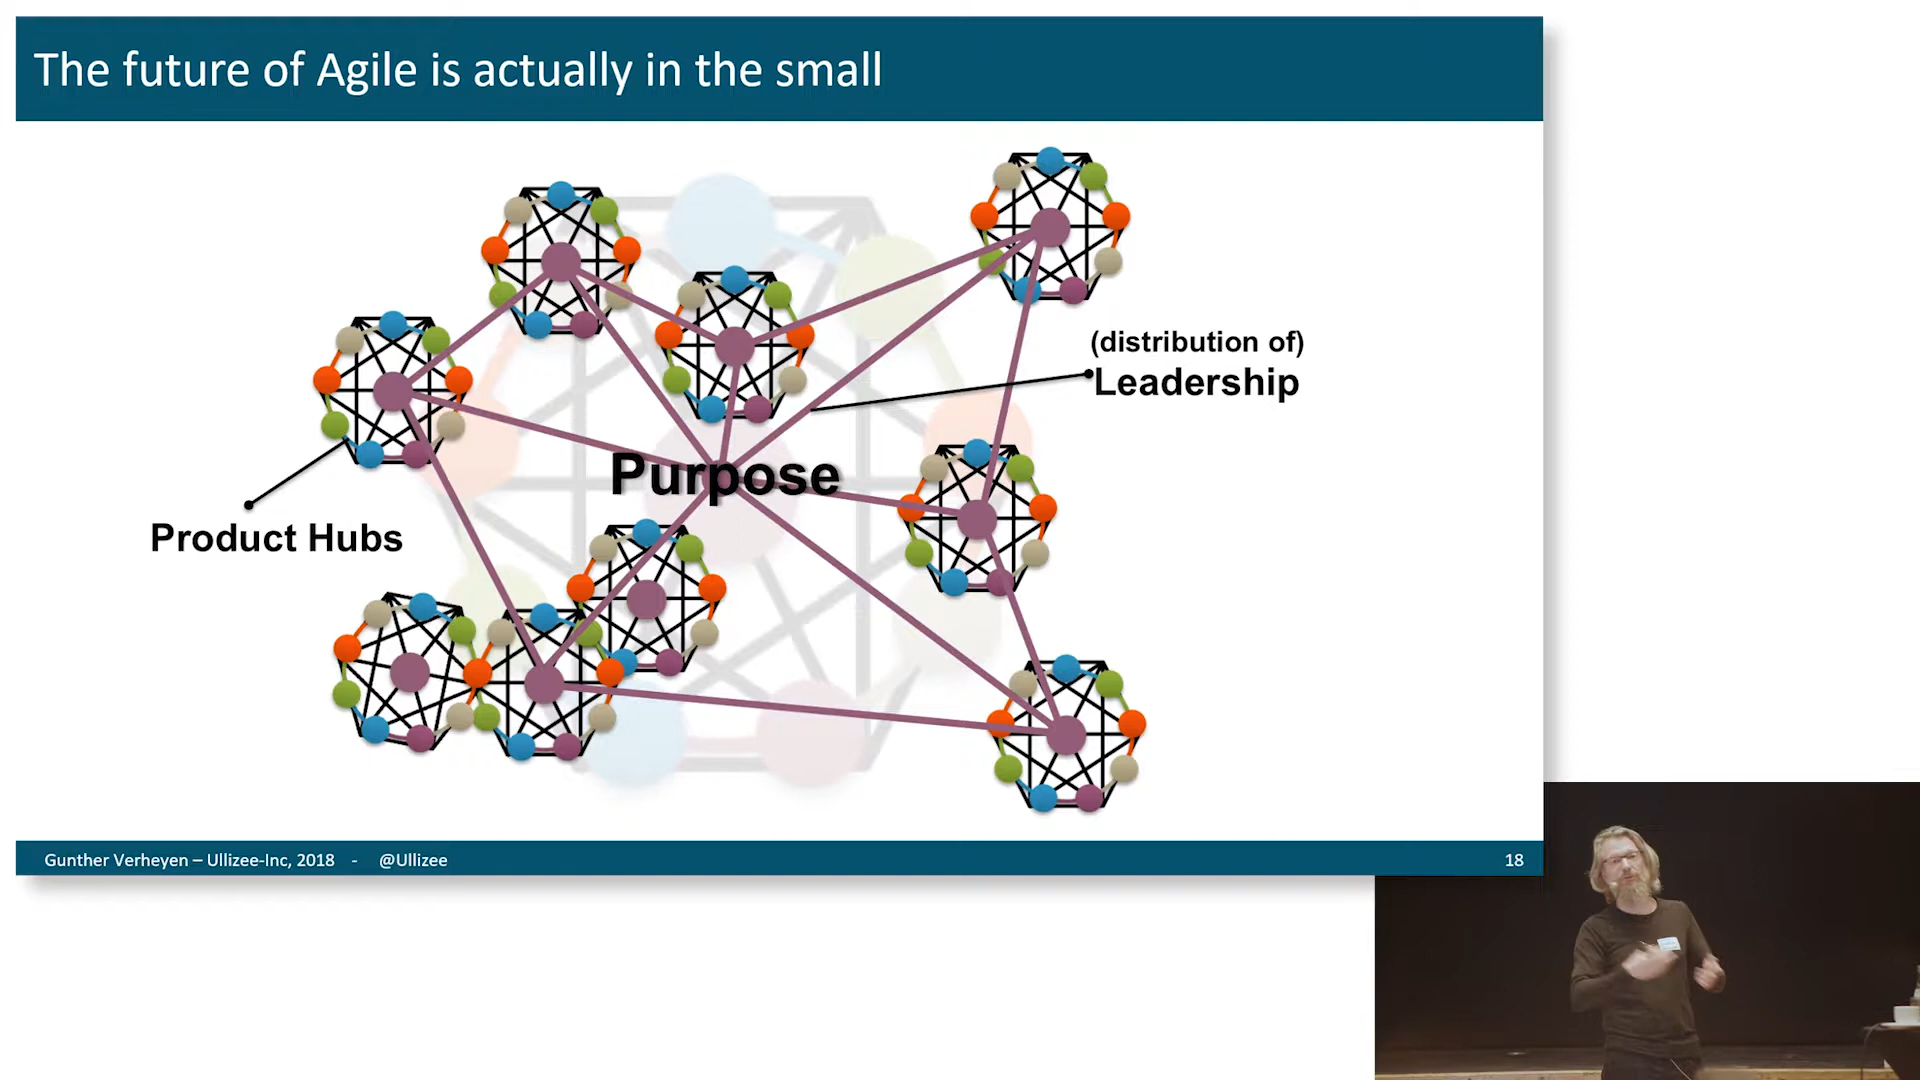 The future of Agile is actually in the small
(distribution of)
Leadership
Purpose
Product Hubs
Gunther Verheyen – Ullizee-Inc, 2018 - @Ullizee
18